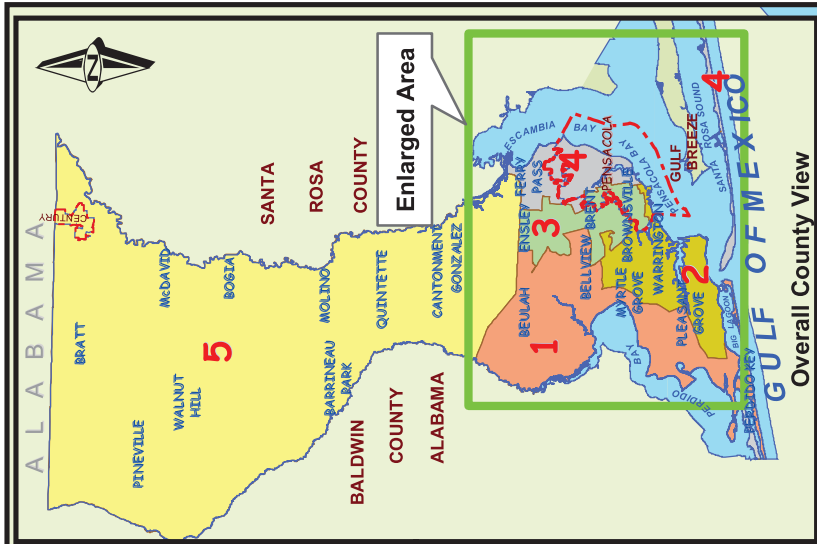 N
ALABAMA
CENTURY
BRATT
McDAVID
PINEVILLE
WALNUT
HILL
BOGIA
5
SANTA
ROSA
COUNTY
MOLINO
BARRINEAU
PARK
QUINTETTE
BALDWIN
COUNTY
ALABAMA
CANTONMENT
GONZALEZ
Enlarged Area
ESCAMBIA
BAY
BEULAH
ENSLEY
FERRY
PASS
1
3
4
BELLVIEW
BRENT
PENSACOLA
MYRTLE
GROVE
BROWNSVILLE
WARRINGTON
PENSACOLA BAY
GULF
BREEZE
PLEASANT
GROVE
2
4
PERDIDO
BAY
BIG LAGOON
SANTA
ROSA SOUND
PERDIDO KEY
GULF OF MEXICO
Overall County View